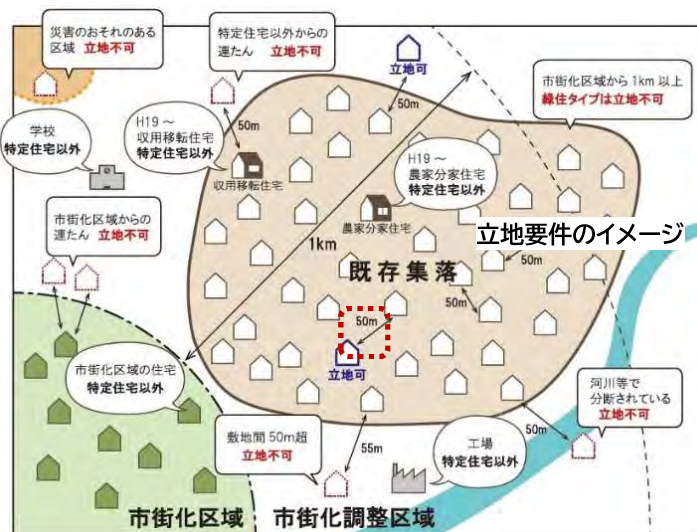 災害のおそれのある
区域 立地不可
特定住宅以外からの
連たん 立地不可
立地可
50m
市街化区域から1km以上
緑住タイプは立地不可
学校
特定住宅以外
50m
H19～
収用移転住宅
特定住宅以外
収用移転住宅
H19～
農家分家住宅
特定住宅以外
農家分家住宅
市街化区域からの
連たん 立地不可
立地要件のイメージ
1km
既存集落
50m
50m
立地可
市街化区域の住宅
特定住宅以外
河川等で
分断されている
立地不可
敷地間50m超
立地不可
55m
工場
特定住宅以外
50m
市街化区域
市街化調整区域